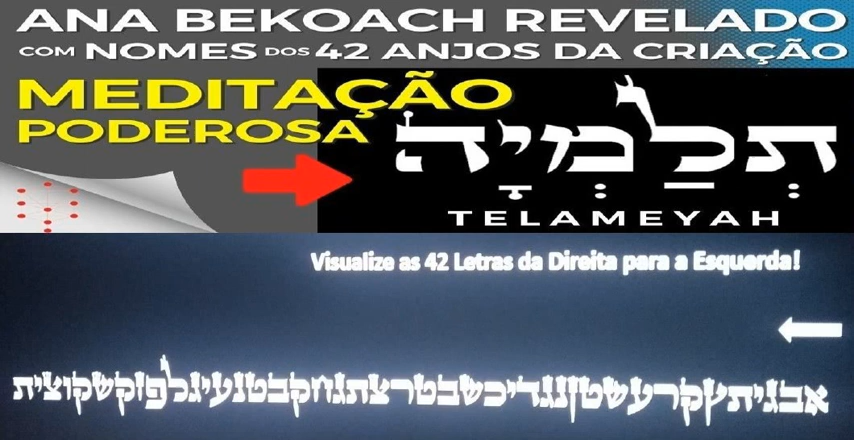 ANA BEKOACH REVELADO
COM NOMES DOS 42 ANJOS DA CRIAÇÃO
MEDITAÇÃO
PODEROSA
תְלַמְיָה
TELAMEYAH
Visualize as 42 Letras da Direita para a Esquerda!
אבגיתץקרעשטןנגדיכשבטרצתגחקבטנעיגלפזקשקוצית